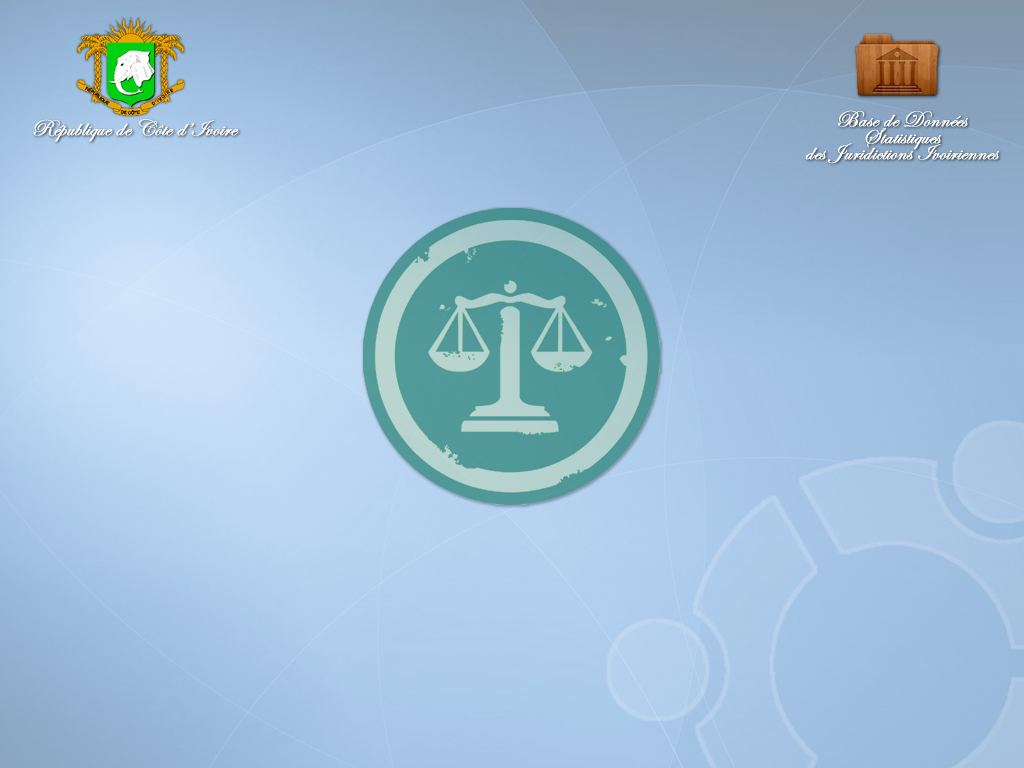 RÉPUBLIQUE DE CÔTE D'IVOIRE
République de Côte d'Ivoire
Base de Données
Statistiques
des Juridictions Ivoiriennes